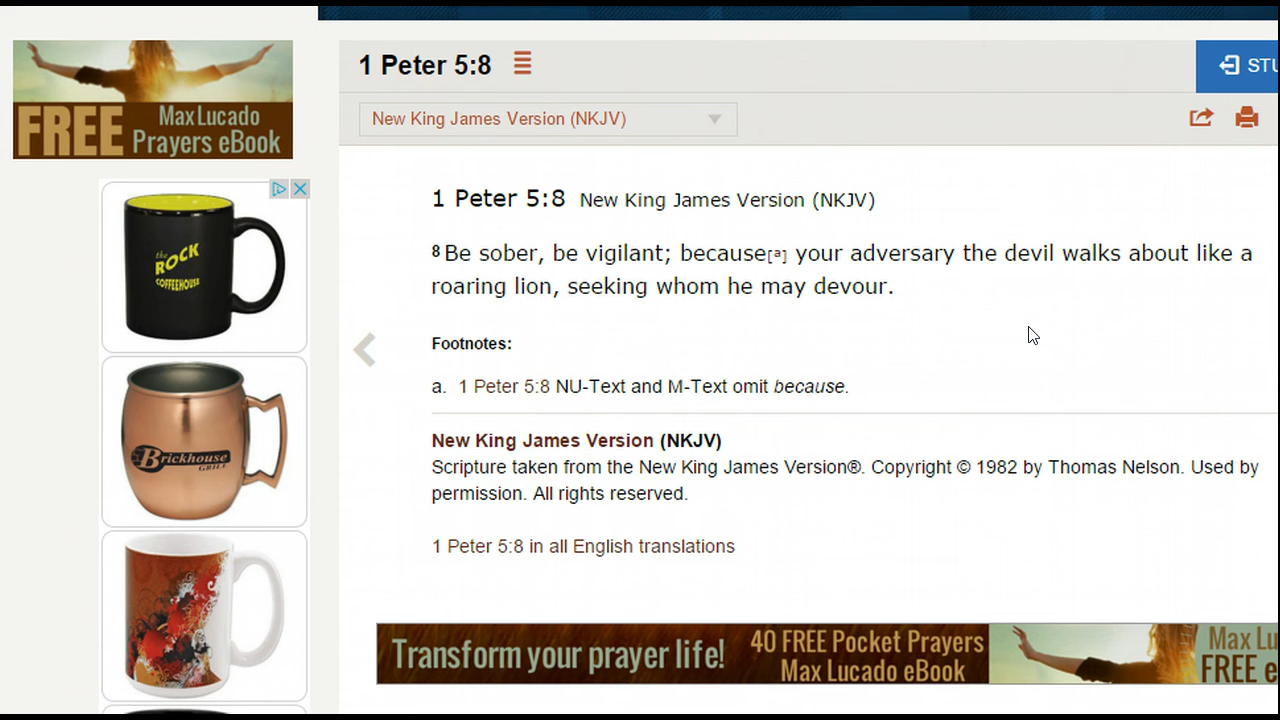 1 Peter 5:8
STU
New King James Version (NKJV)
FREE
Max Lucado
Prayers eBook
the
ROCK
COFFEEHOUSE
Brickhouse
GRILL
1 Peter 5:8 New King James Version (NKJV)
8 Be sober, be vigilant; because[a] your adversary the devil walks about like a
roaring lion, seeking whom he may devour.
Footnotes:
a. 1 Peter 5:8 NU-Text and M-Text omit because.
New King James Version (NKJV)
Scripture taken from the New King James Version®. Copyright © 1982 by Thomas Nelson. Used by
permission. All rights reserved.
1 Peter 5:8 in all English translations
Transform your prayer life!
40 FREE Pocket Prayers
Max Lucado eBook
Max Lu
FREE e